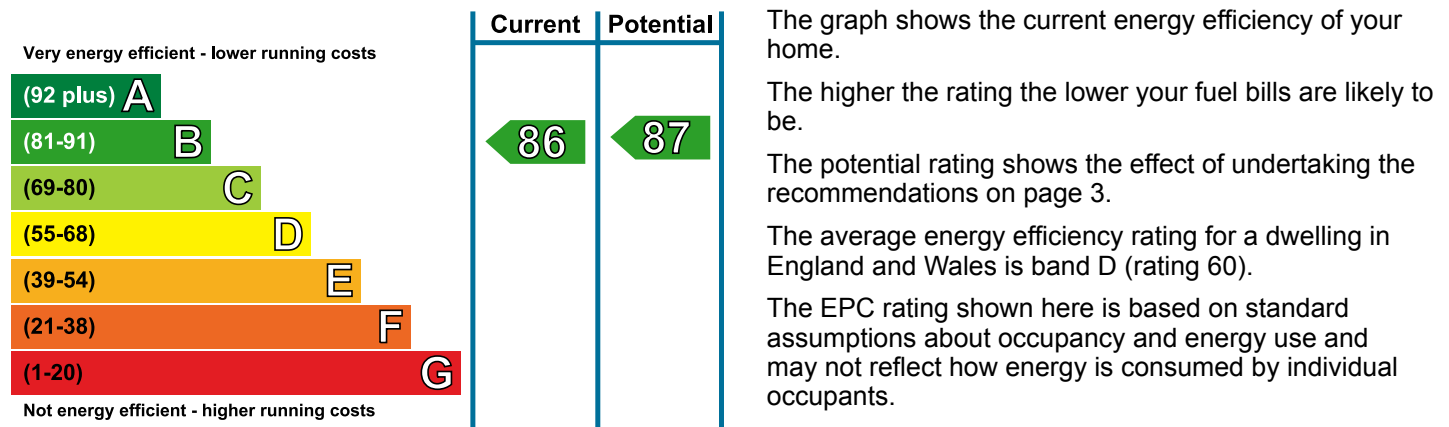 Current Potential
Very energy efficient - lower running costs
(92 plus) A
(81-91) B
86 87
(69-80) C
(55-68) D
(39-54) E
(21-38) F
(1-20) G
Not energy efficient - higher running costs
The graph shows the current energy efficiency of your
home.
The higher the rating the lower your fuel bills are likely to
be.
The potential rating shows the effect of undertaking the
recommendations on page 3.
The average energy efficiency rating for a dwelling in
England and Wales is band D (rating 60).
The EPC rating shown here is based on standard
assumptions about occupancy and energy use and
may not reflect how energy is consumed by individual
occupants.